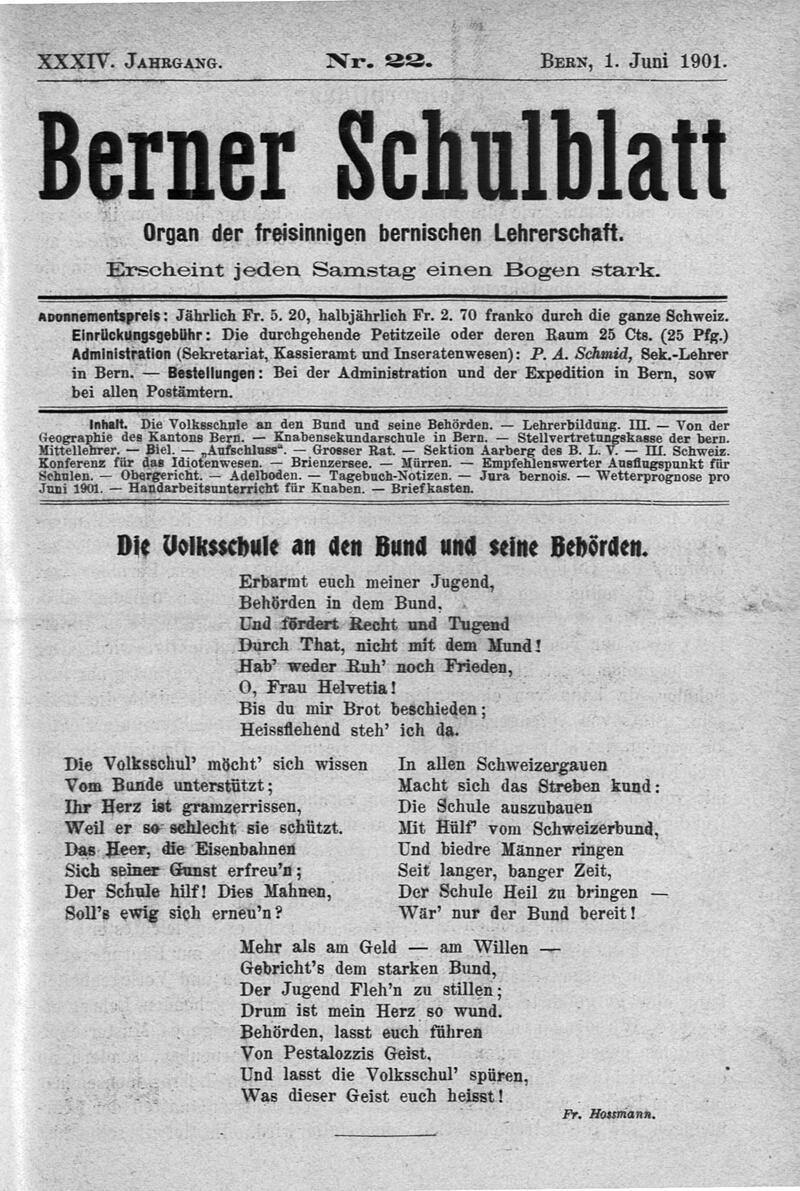 XXXIV. Jahrgang. Nr. 22. Bern, 1. Juni 1901.
Berner Schulblatt
Organ der freisinnigen bernischen Lehrerschaft.
Erscheint jeden Samstag einen Bogen stark.
Abonnementspreis: Jährlich Fr. 5. 20, halbjährlich Fr. 2. 70 franko durch die ganze Schweiz.
Einrückungsgebühr: Die durchgehende Petitzeile oder deren Raum 25 Cts. (25 Pfg.)
Administration (Sekretariat, Kassieramt und Inseratenwesen): P. A. Schmid, Sek.-Lehrer
in Bern. — Bestellungen: Bei der Administration und der Expedition in Bern, sow
bei allen Postämtern.
Inhalt. Die Volksschule an den Bund und seine Behörden. — Lehrerbildung. III. — Von der
Geographie des Kantons Bern. — Knabensekundarschule in Bern. — Stellvertretungskasse der bern.
Mittellehrer. — Biel. — „Aufschluss“. — Grosser Rat. — Sektion Aarberg des B. L. V. — III. Schweiz.
Konferenz für das Idiotenwesen. — Brienzersee. — Mürren. — Empfehlenswerter Ausflugspunkt für
Schulen. — Obergericht. — Adelboden. — Tagebuch-Notizen. — Jura bernois. — Wetterprognose pro
Juni 1901. — Handarbeitsunterricht für Knaben. — Briefkasten.
Die Volksschule an den Bund und seine Behörden.
Erbarmt euch meiner Jugend,
Behörden in dem Bund,
Und fördert Recht und Tugend
Durch That, nicht mit dem Mund!
Hab' weder Ruh' noch Frieden,
O, Frau Helvetia!
Bis du mir Brot beschieden;
Heissflehend steh' ich da.
Die Volksschul' möcht' sich wissen
Vom Bunde unterstützt;
Ihr Herz ist gramzerrissen,
Weil er so schlecht sie schützt.
Das Heer, die Eisenbahnen
Sich seiner Gunst erfreu'n;
Der Schule hilf! Dies Mahnen,
Soll's ewig sich erneu'n?
In allen Schweizergauen
Macht sich das Streben kund:
Die Schule auszubauen
Mit Hülf' vom Schweizerbund,
Und biedre Männer ringen
Seit langer, banger Zeit,
Der Schule Heil zu bringen —
Wär' nur der Bund bereit!
Mehr als am Geld — am Willen —
Gebricht's dem starken Bund,
Der Jugend Fleh'n zu stillen;
Drum ist mein Herz so wund.
Behörden, lasst euch führen
Von Pestalozzis Geist,
Und lasst die Volksschul' spüren,
Was dieser Geist euch heisst!
Fr. Hossmann.